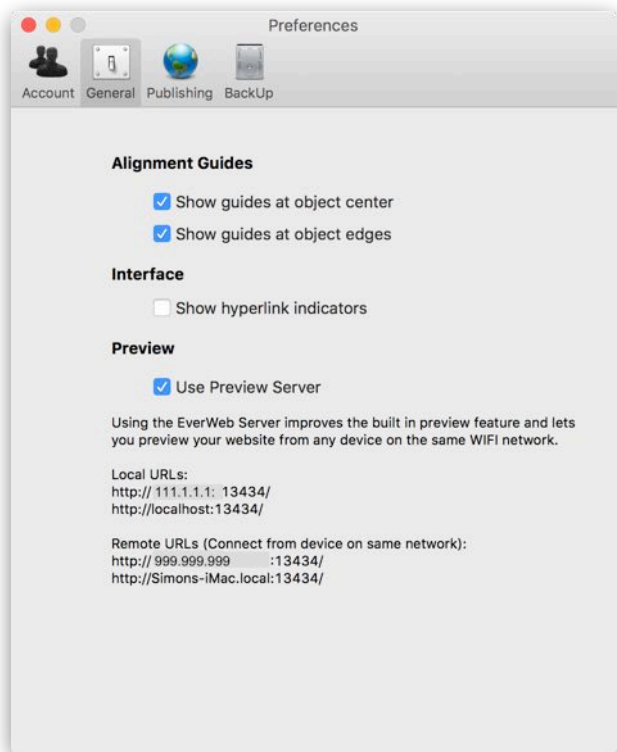 Preferences
Account General Publishing BackUp
Alignment Guides
Show guides at object center
Show guides at object edges
Interface
Show hyperlink indicators
Preview
Use Preview Server
Using the EverWeb Server improves the built in preview feature and lets
you preview your website from any device on the same WIFI network.
Local URLs:
http:// 111.1.1.1: 13434/
http://localhost:13434/
Remote URLs (Connect from device on same network):
http:// 999.999.999 :13434/
http://Simons-iMac.local:13434/